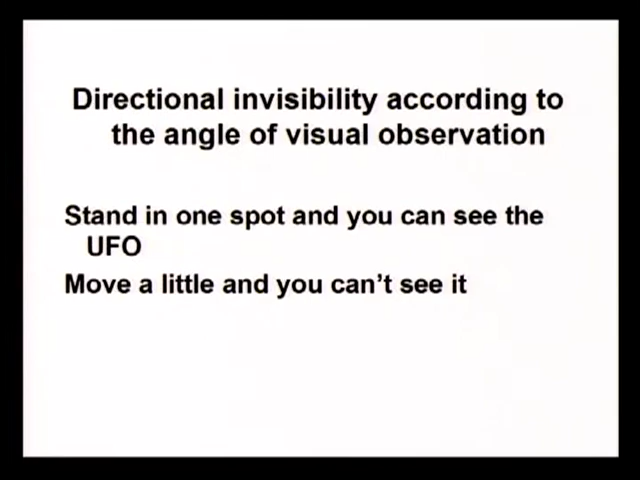 Directional invisibility according to
the angle of visual observation
Stand in one spot and you can see the
UFO
Move a little and you can't see it